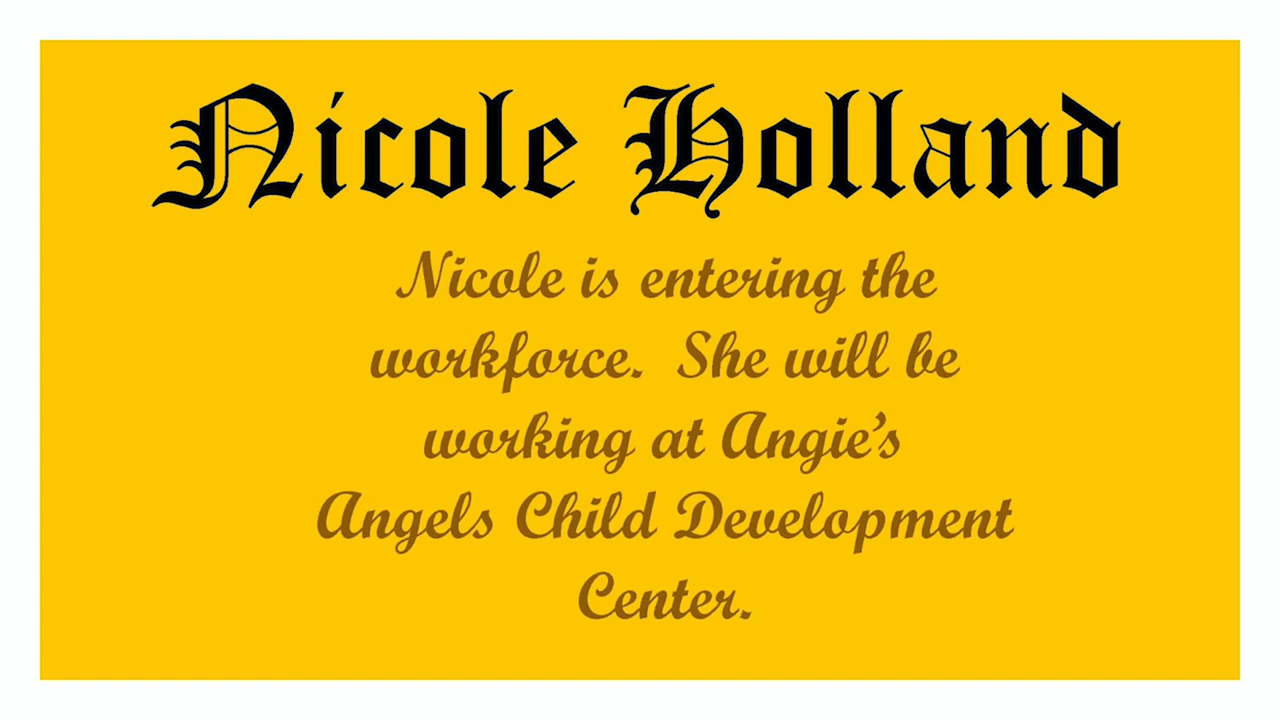 Nicole Holland
Nicole is entering the
workforce.  She will be
working at Angie’s
Angels Child Development
Center.